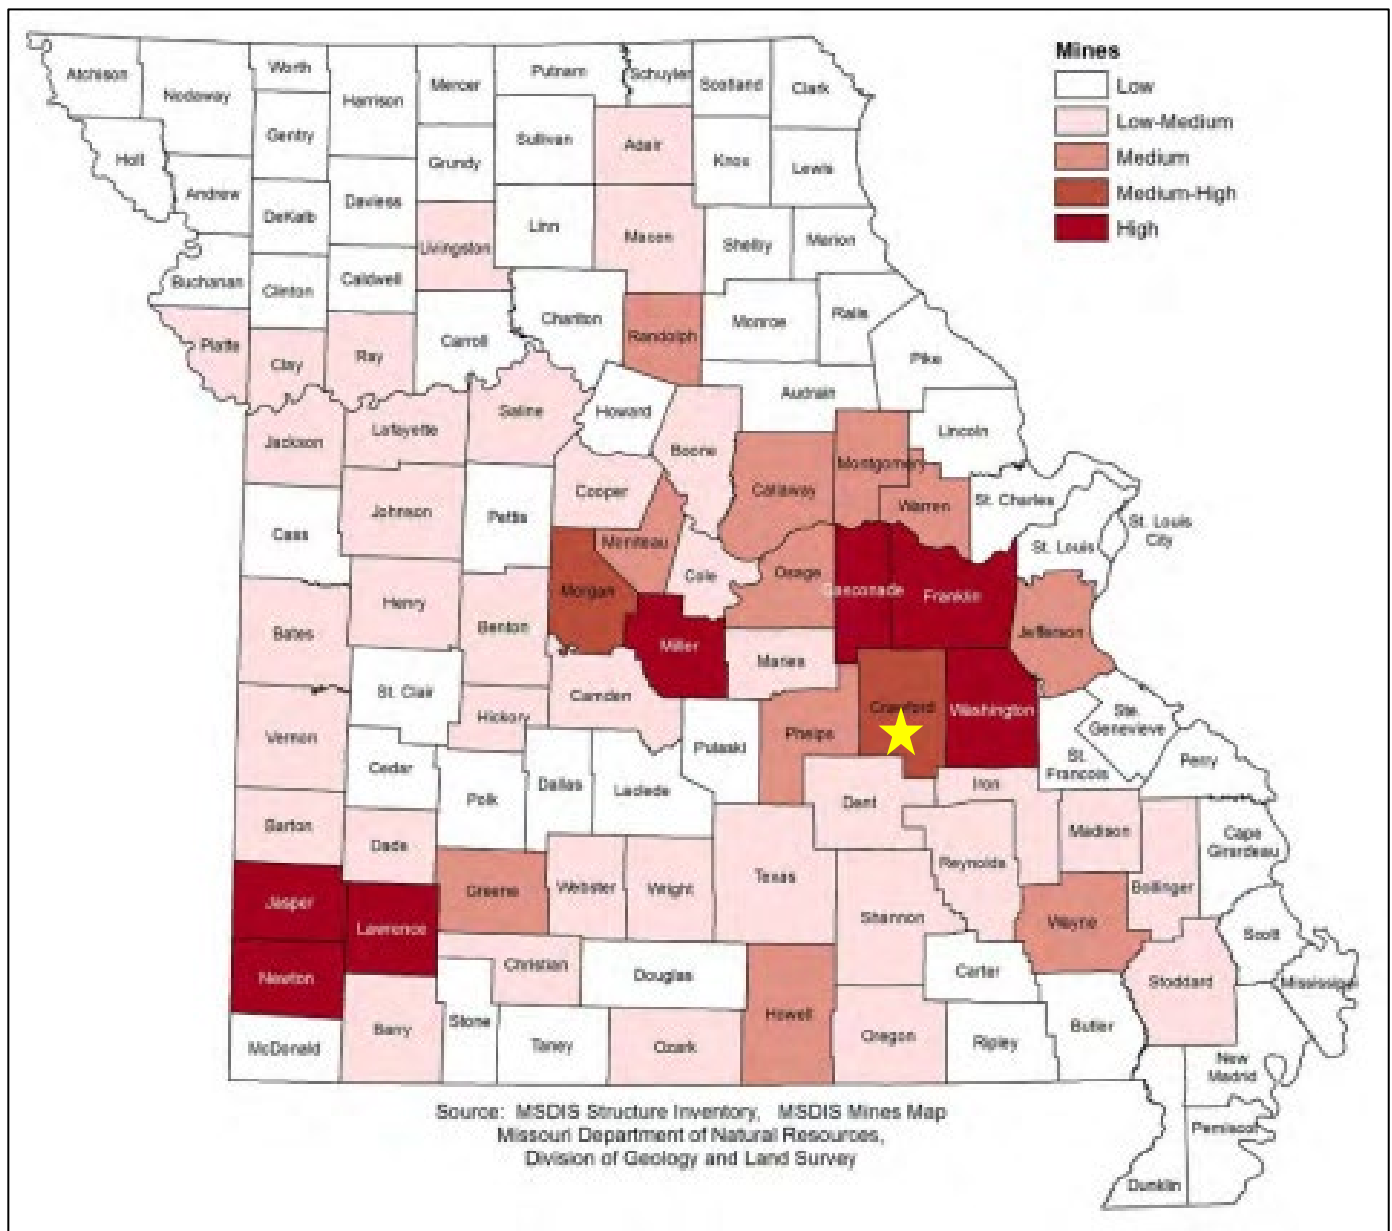 Mines
Low
Low-Medium
Medium
Medium-High
High
Atchison
Nodaway
Worth
Harrison
Mercer
Putnam
Schuyler
Scotland
Clark
Holt
Gentry
Sullivan
Adair
Knox
Lewis
Andrew
DeKalb
Daviess
Grundy
Linn
Macon
Shelby
Marion
Livingston
Buchanan
Clinton
Caldwell
Carroll
Chariton
Randolph
Monroe
Ralls
Pike
Platte
Clay
Ray
Saline
Howard
Audrain
Lincoln
Jackson
Lafayette
Boone
Montgomery
Cooper
Callaway
Warren
St. Charles
St. Louis
City
St. Louis
Cass
Johnson
Pettis
Moniteau
Cole
Osage
Gasconade
Franklin
Morgan
Jefferson
Bates
Henry
Benton
Miller
Maries
St. Clair
Camden
Crawford
Washington
Ste.
Genevieve
Vernon
Hickory
Pulaski
Phelps
St.
Francois
Perry
Cedar
Polk
Dallas
Laclede
Dent
Iron
Barton
Dade
Madison
Cape
Girardeau
Reynolds
Texas
Greene
Webster
Wright
Bollinger
Jasper
Lawrence
Shannon
Wayne
Scott
Newton
Christian
Douglas
Carter
Stoddard
Mississippi
McDonald
Barry
Stone
Taney
Ozark
Howell
Oregon
Ripley
Butler
New
Madrid
Pemiscot
Dunklin
Source: MSDIS Structure Inventory, MSDIS Mines Map
Missouri Department of Natural Resources,
Division of Geology and Land Survey